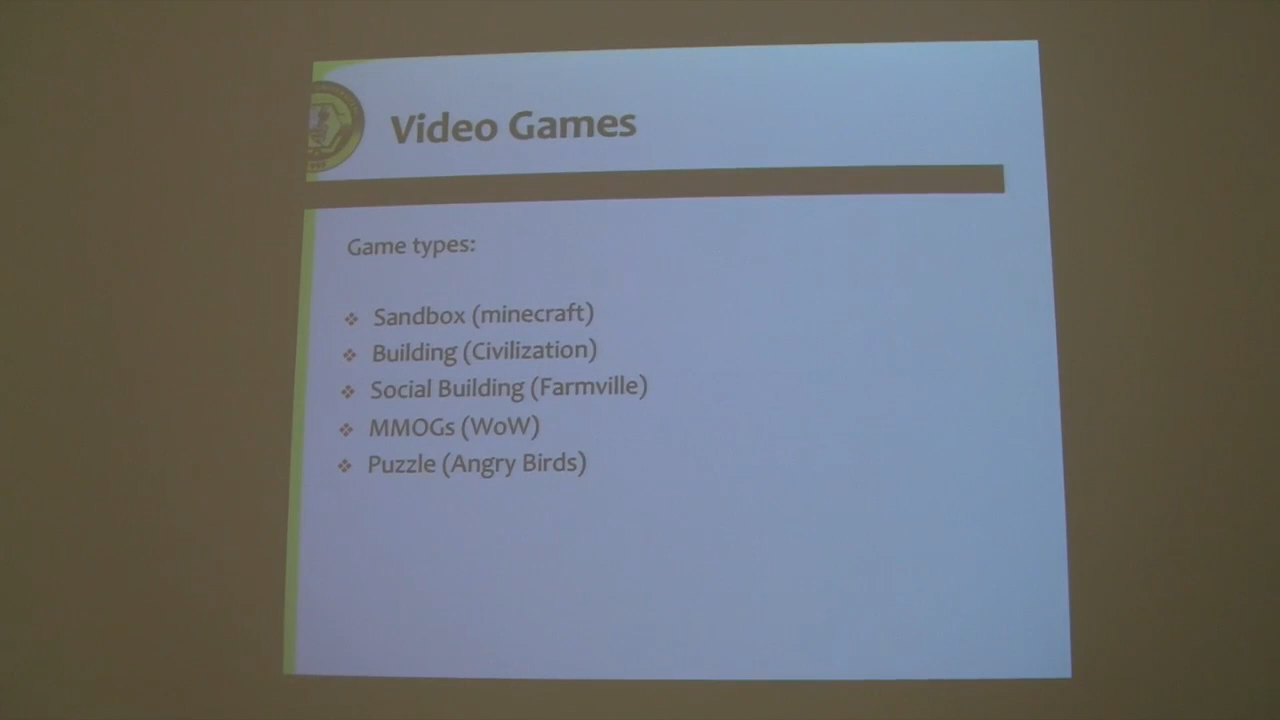 Video Games
Game types:
❖ Sandbox (minecraft)
❖ Building (Civilization)
❖ Social Building (Farmville)
❖ MMOGs (WoW)
❖ Puzzle (Angry Birds)